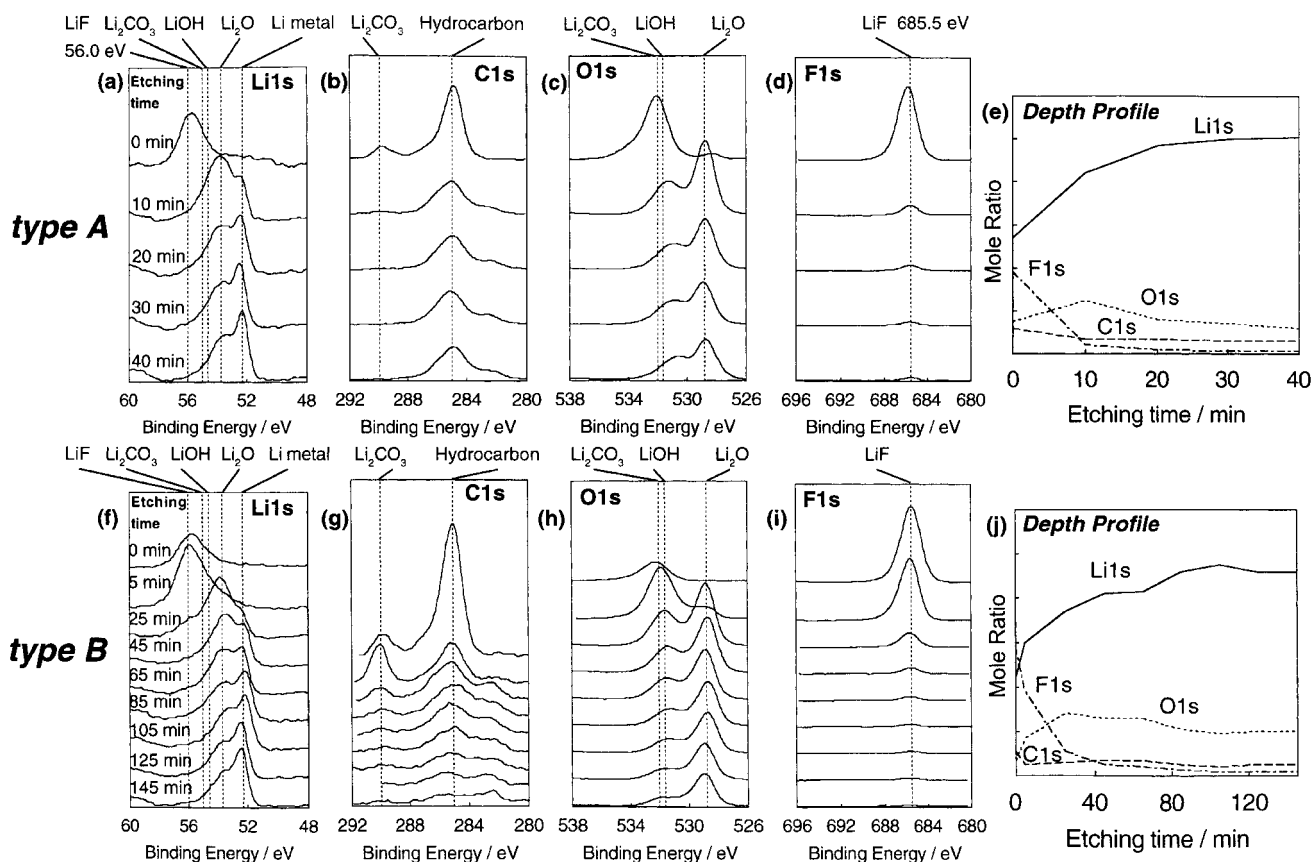 LiF Li₂CO₃ LiOH Li₂O Li metal Li₂CO₃ Hydrocarbon Li₂CO₃ LiOH Li₂O LiF 685.5 eV
56.0 eV
(a) Etching time Li1s
0 min
10 min
20 min
30 min
40 min
60 56 52 48
Binding Energy / eV
(b) C1s
292 288 284 280
Binding Energy / eV
(c) O1s
538 534 530 526
Binding Energy / eV
(d) F1s
696 692 688 684 680
Binding Energy / eV
(e) Depth Profile
Li1s
F1s
O1s
C1s
Mole Ratio
0 10 20 30 40
Etching time / min
type A
LiF Li₂CO₃ LiOH Li₂O Li metal Li₂CO₃ Hydrocarbon Li₂CO₃ LiOH Li₂O LiF
(f) Etching time Li1s
0 min
5 min
25 min
45 min
65 min
85 min
105 min
125 min
145 min
60 56 52 48
Binding Energy / eV
(g) C1s
292 288 284 280
Binding Energy / eV
(h) O1s
538 534 530 526
Binding Energy / eV
(i) F1s
696 692 688 684 680
Binding Energy / eV
(j) Depth Profile
Li1s
F1s
O1s
C1s
Mole Ratio
0 40 80 120
Etching time / min
type B